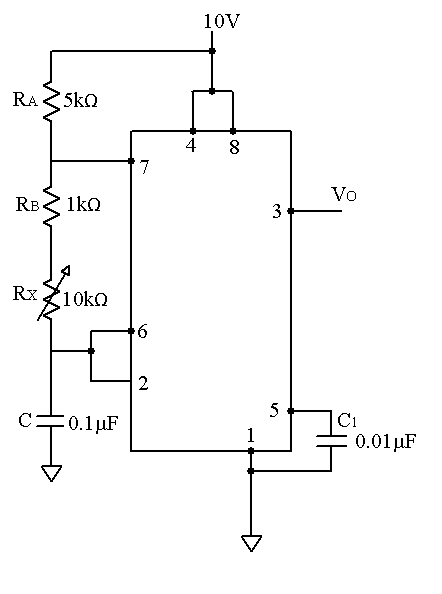 10V
RA 5kΩ
4 8
7
RB 1kΩ
3 VO
RX 10kΩ
6
2
5
C 0.1µF
1
C1
0.01µF